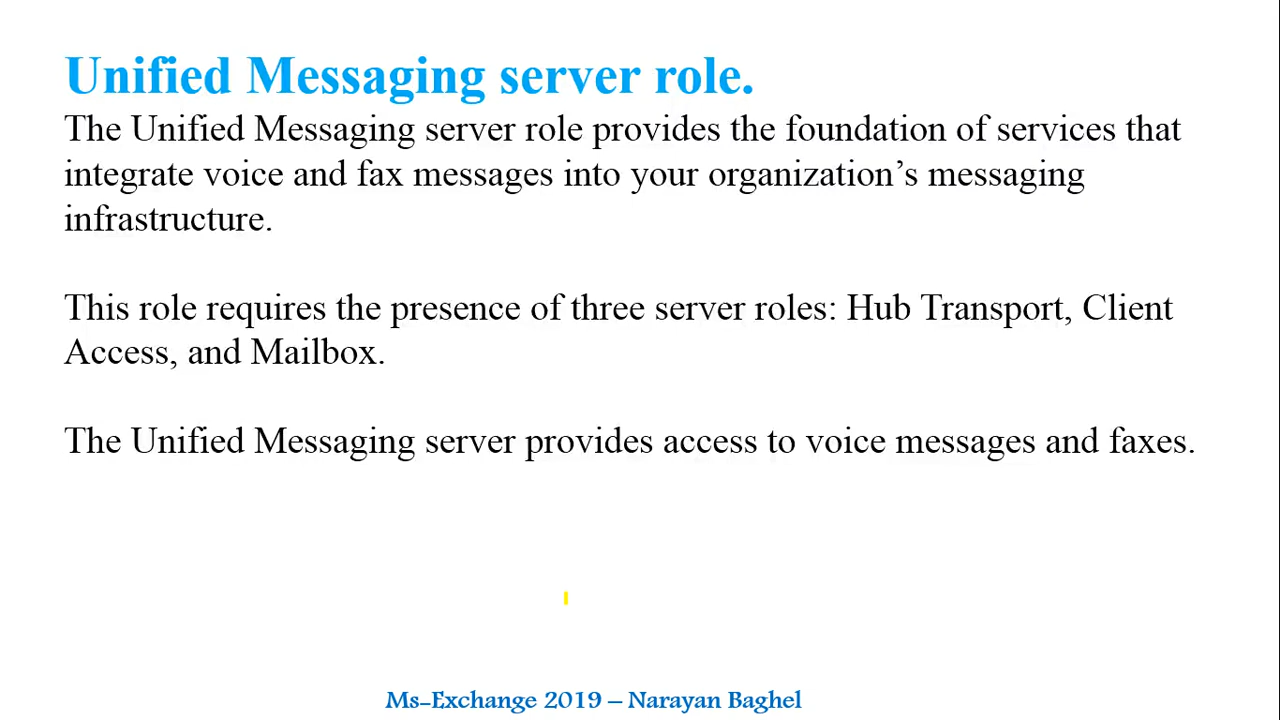 Unified Messaging server role.
The Unified Messaging server role provides the foundation of services that
integrate voice and fax messages into your organization’s messaging
infrastructure.
This role requires the presence of three server roles: Hub Transport, Client
Access, and Mailbox.
The Unified Messaging server provides access to voice messages and faxes.
Ms-Exchange 2019 – Narayan Baghel